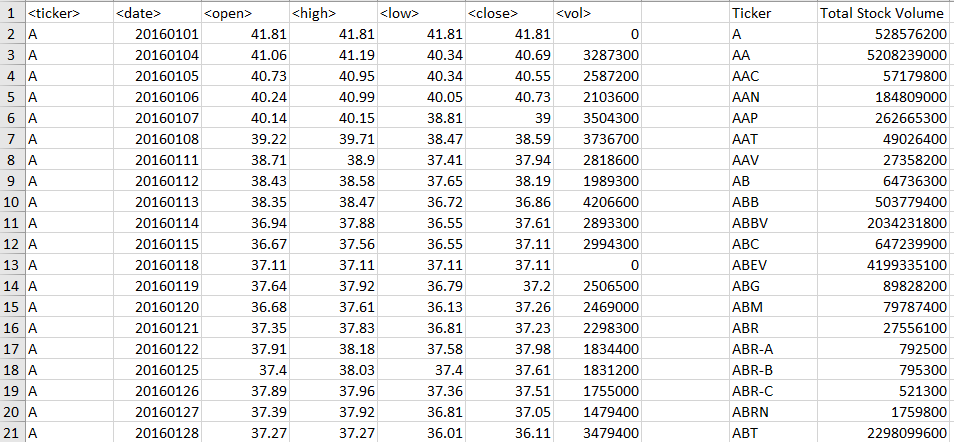 1 <ticker> <date> <open> <high> <low> <close> <vol> Ticker Total Stock Volume
2 A 20160101 41.81 41.81 41.81 41.81 0 A 528576200
3 A 20160104 41.06 41.19 40.34 40.69 3287300 AA 5208239000
4 A 20160105 40.73 40.95 40.34 40.55 2587200 AAC 57179800
5 A 20160106 40.24 40.99 40.05 40.73 2103600 AAN 184809000
6 A 20160107 40.14 40.15 38.81 39 3504300 AAP 262665300
7 A 20160108 39.22 39.71 38.47 38.59 3736700 AAT 49026400
8 A 20160111 38.71 38.9 37.41 37.94 2818600 AAV 27358200
9 A 20160112 38.43 38.58 37.65 38.19 1989300 AB 64736300
10 A 20160113 38.35 38.47 36.72 36.86 4206600 ABB 503779400
11 A 20160114 36.94 37.88 36.55 37.61 2893300 ABBV 2034231800
12 A 20160115 36.67 37.56 36.55 37.11 2994300 ABC 647239900
13 A 20160118 37.11 37.11 37.11 37.11 0 ABEV 4199335100
14 A 20160119 37.64 37.92 36.79 37.2 2506500 ABG 89828200
15 A 20160120 36.68 37.61 36.13 37.26 2469000 ABM 79787400
16 A 20160121 37.35 37.83 36.81 37.23 2298300 ABR 27556100
17 A 20160122 37.91 38.18 37.58 37.98 1834400 ABR-A 792500
18 A 20160125 37.4 38.03 37.4 37.61 1831200 ABR-B 795300
19 A 20160126 37.89 37.96 37.36 37.51 1755000 ABR-C 521300
20 A 20160127 37.39 37.92 36.81 37.05 1479400 ABRN 1759800
21 A 20160128 37.27 37.27 36.01 36.11 3479400 ABT 2298099600